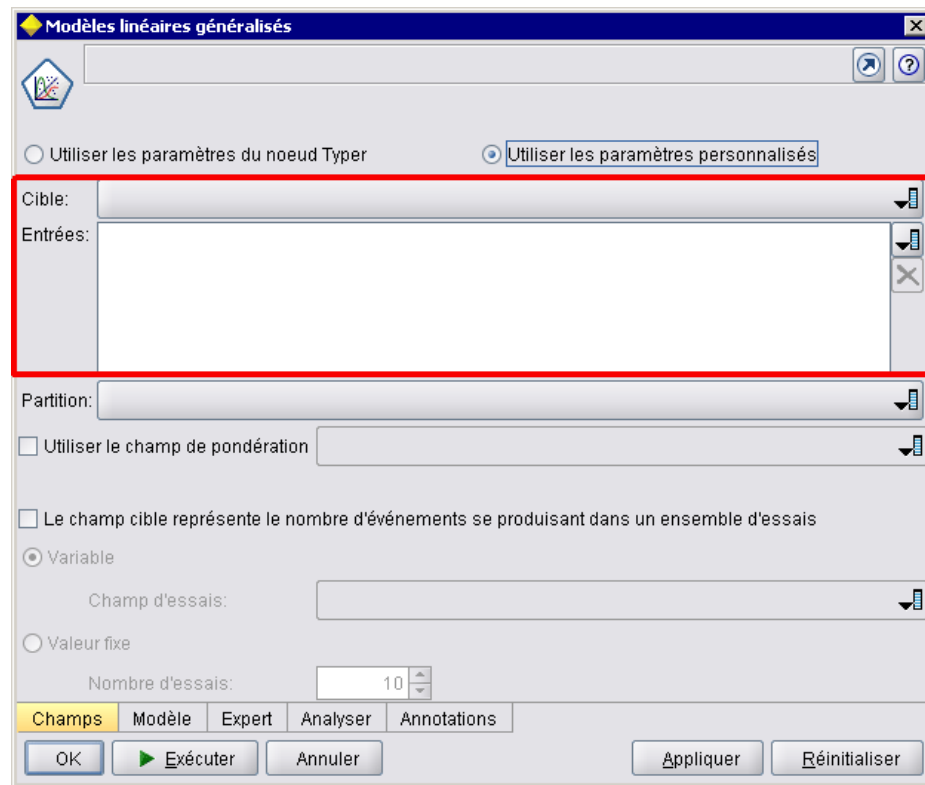 Modèles linéaires généralisés
Utiliser les paramètres du noeud Typer
Utiliser les paramètres personnalisés
Cible:
Entrées:
Partition:
Utiliser le champ de pondération
Le champ cible représente le nombre d'événements se produisant dans un ensemble d'essais
Variable
Champ d'essais:
Valeur fixe
Nombre d'essais: 10
Champs Modèle Expert Analyser Annotations
OK Exécuter Annuler Appliquer Réinitialiser